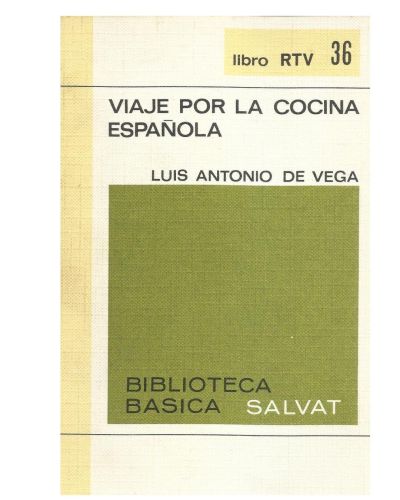 libro RTV 36
VIAJE POR LA COCINA
ESPAÑOLA
LUIS ANTONIO DE VEGA
BIBLIOTECA
BASICA SALVAT